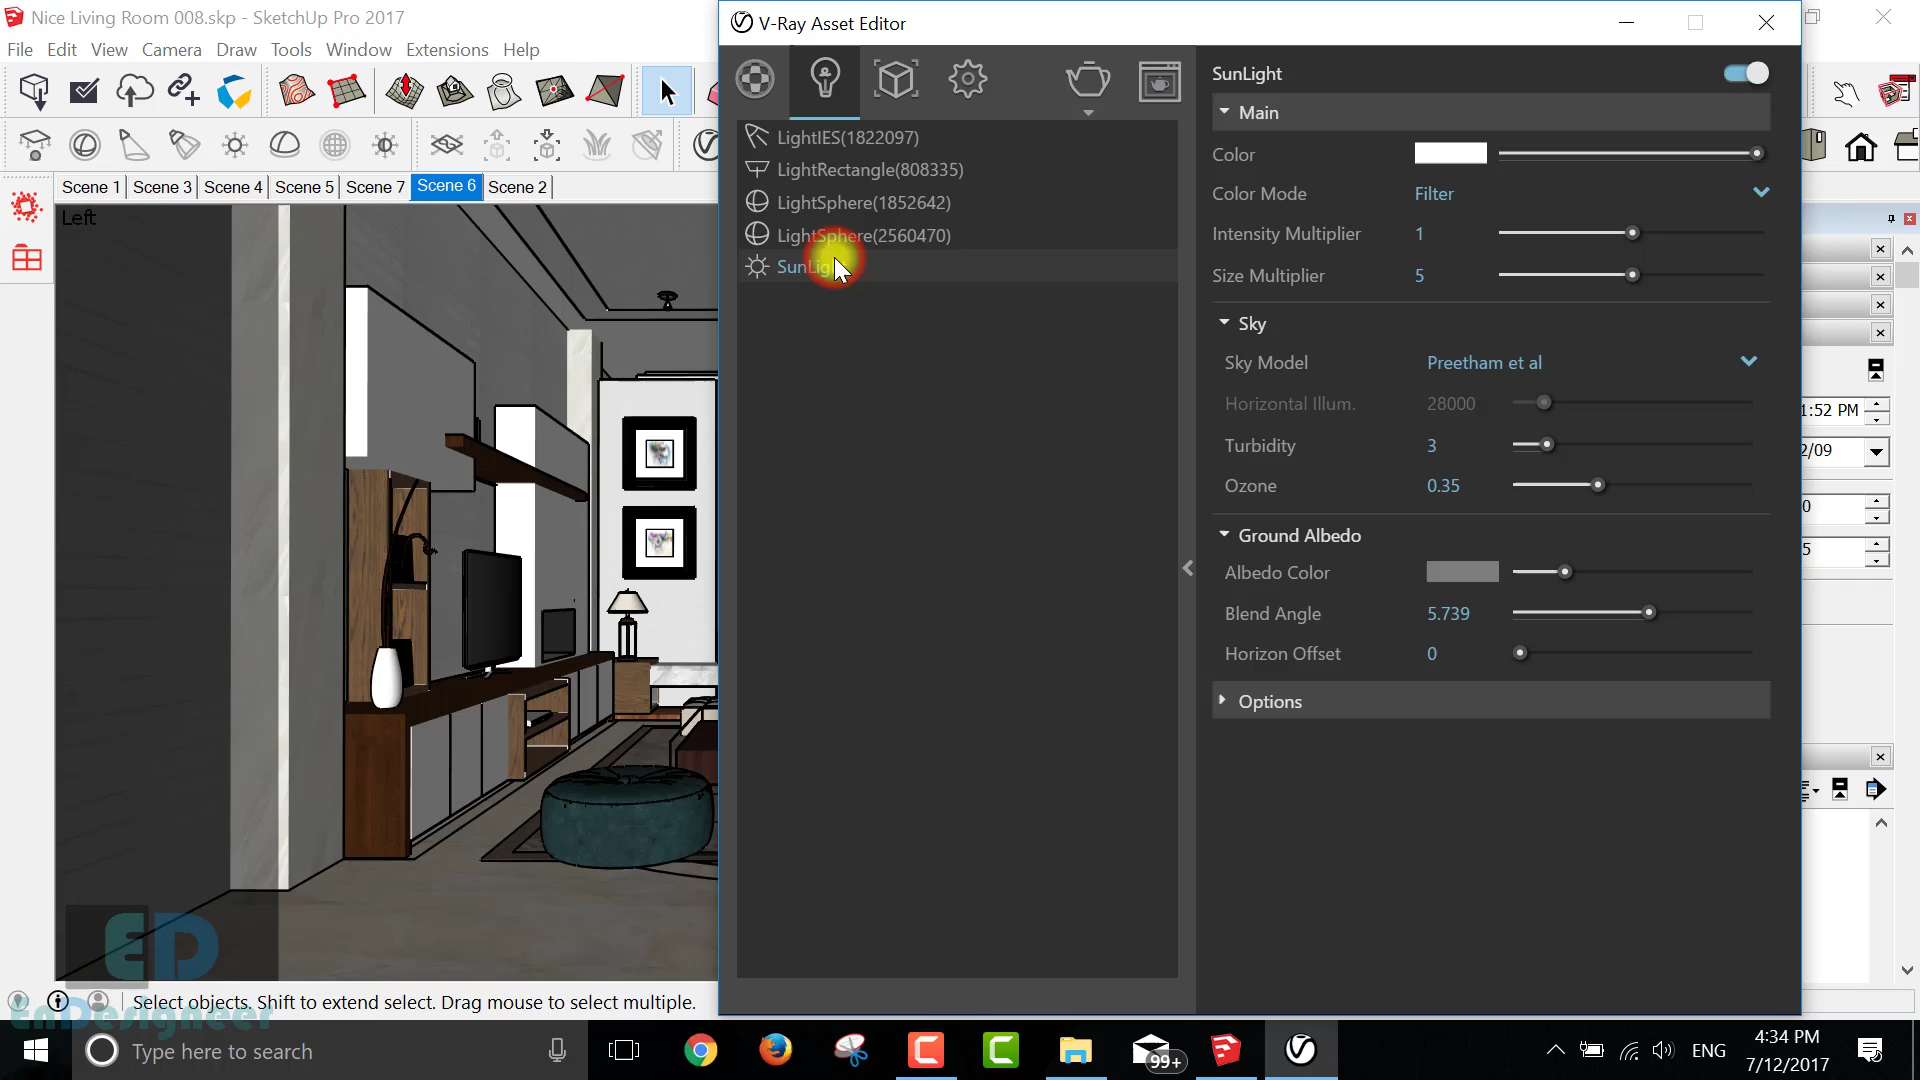 Nice Living Room 008.skp - SketchUp Pro 2017
File Edit View Camera Draw Tools Window Extensions Help
Scene 1 Scene 3 Scene 4 Scene 5 Scene 7 Scene 6 Scene 2
Left
V-Ray Asset Editor
LightIES(1822097)
LightRectangle(808335)
LightSphere(1852642)
LightSphere(2560470)
SunLight
SunLight
Main
Color
Color Mode Filter
Intensity Multiplier 1
Size Multiplier 5
Sky
Sky Model Preetham et al
Horizontal Illum. 28000
Turbidity 3
Ozone 0.35
Ground Albedo
Albedo Color
Blend Angle 5.739
Horizon Offset 0
Options
1:52 PM
2/09
0
5
ED
EnDesigneer
Select objects. Shift to extend select. Drag mouse to select multiple.
Type here to search
99+
ENG
4:34 PM
7/12/2017